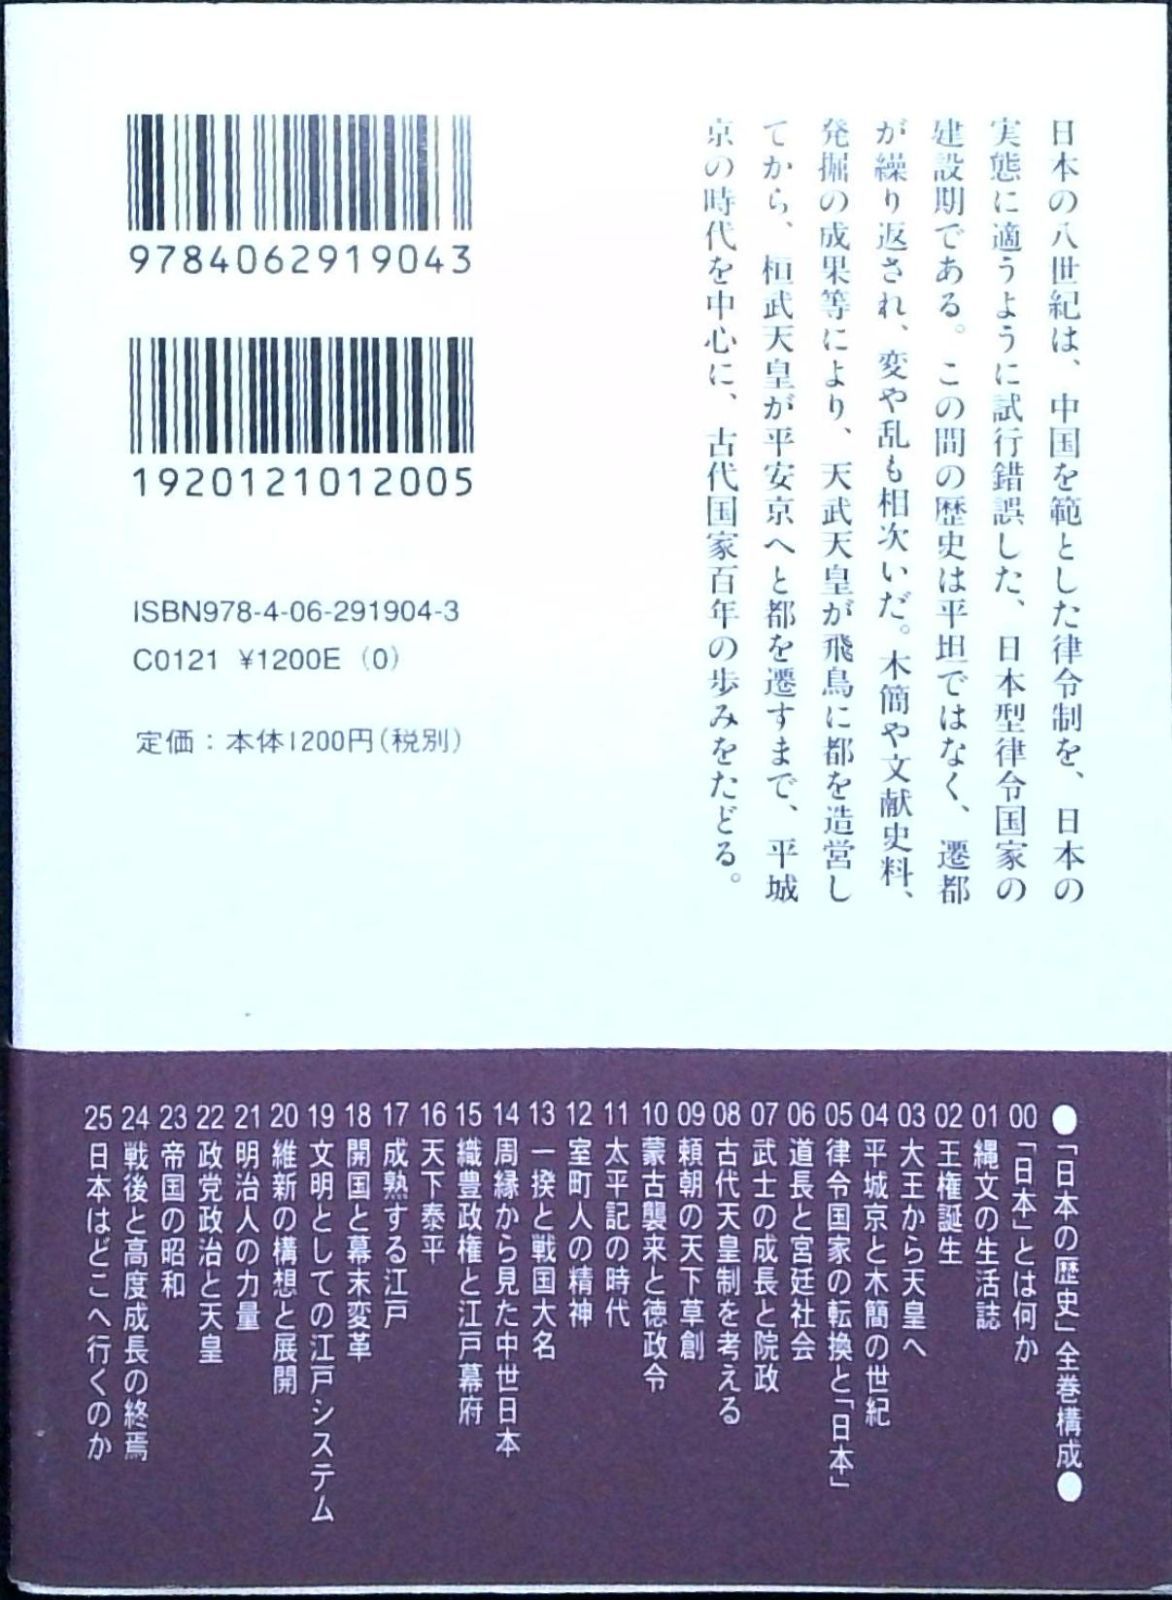 日本の八世紀は、中国を範とした律令制を、日本の
実態に適うように試行錯誤した、日本型律令国家の
建設期である。この間の歴史は平坦ではなく、遷都
が繰り返され、変や乱も相次いだ。木簡や文献史料、
発掘の成果等により、天武天皇が飛鳥に都を造営し
てから、桓武天皇が平安京へと都を遷すまで、平城
京の時代を中心に、古代国家百年の歩みをたどる。
9784062919043
1920121012005
ISBN978-4-06-291904-3
C0121 ¥1200E (0)
定価：本体1200円(税別)
●「日本の歴史」全巻構成●
00「日本」とは何か
01 縄文の生活誌
02 王権誕生
03 大王から天皇へ
04 平城京と木簡の世紀
05 律令国家の転換と「日本」
06 道長と宮廷社会
07 武士の成長と院政
08 古代天皇制を考える
09 頼朝の天下草創
10 蒙古襲来と徳政令
11 太平記の時代
12 室町人の精神
13 一揆と戦国大名
14 周縁から見た中世日本
15 織豊政権と江戸幕府
16 天下泰平
17 成熟する江戸
18 開国と幕末変革
19 文明としての江戸システム
20 維新の構想と展開
21 明治人の力量
22 政党政治と天皇
23 帝国の昭和
24 戦後と高度成長の終焉
25 日本はどこへ行くのか